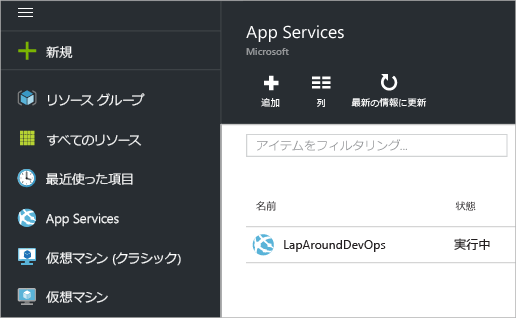 新規
リソース グループ
すべてのリソース
最近使った項目
App Services
仮想マシン (クラシック)
仮想マシン
App Services
Microsoft
追加
列
最新の情報に更新
アイテムをフィルタリング...
名前 状態
LapAroundDevOps 実行中